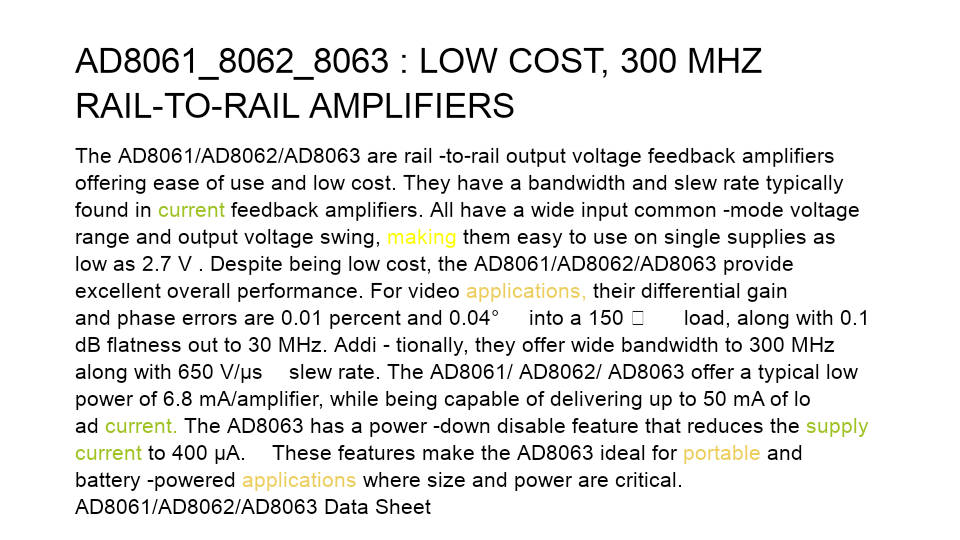 AD8061_8062_8063 : LOW COST, 300 MHZ
RAIL-TO-RAIL AMPLIFIERS
The AD8061/AD8062/AD8063 are rail -to-rail output voltage feedback amplifiers
offering ease of use and low cost. They have a bandwidth and slew rate typically
found in current feedback amplifiers. All have a wide input common -mode voltage
range and output voltage swing, making them easy to use on single supplies as
low as 2.7 V . Despite being low cost, the AD8061/AD8062/AD8063 provide
excellent overall performance. For video applications, their differential gain
and phase errors are 0.01 percent and 0.04° into a 150 load, along with 0.1
dB flatness out to 30 MHz. Addi - tionally, they offer wide bandwidth to 300 MHz
along with 650 V/μs slew rate. The AD8061/ AD8062/ AD8063 offer a typical low
power of 6.8 mA/amplifier, while being capable of delivering up to 50 mA of lo
ad current. The AD8063 has a power -down disable feature that reduces the supply
current to 400 μA. These features make the AD8063 ideal for portable and
battery -powered applications where size and power are critical.
AD8061/AD8062/AD8063 Data Sheet